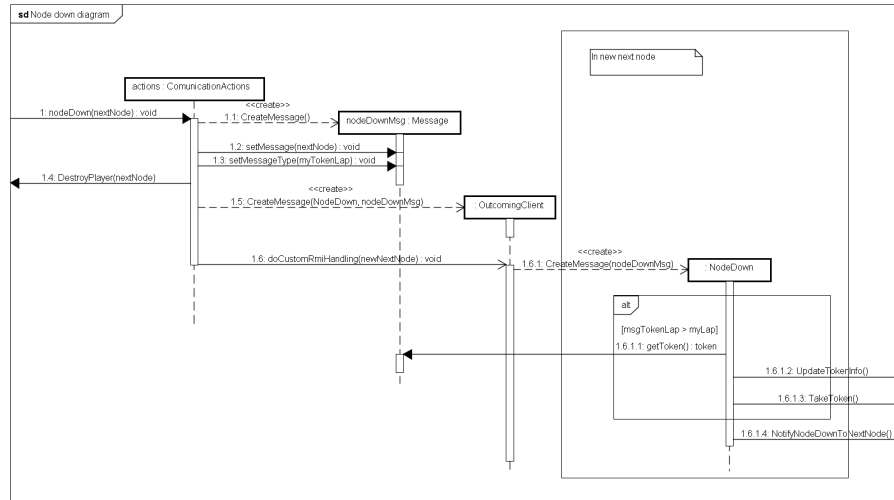 sd Node down diagram
In new next node
actions : ComunicationActions
<<create>>
1: nodeDown(nextNode) : void
1.1: CreateMessage()
nodeDownMsg : Message
1.2: setMessage(nextNode) : void
1.3: setMessageType(myTokenLap) : void
1.4: DestroyPlayer(nextNode)
<<create>>
1.5: CreateMessage(NodeDown, nodeDownMsg)
: OutcomingClient
<<create>>
1.6: doCustomRmiHandling(newNextNode) : void
1.6.1: CreateMessage(nodeDownMsg)
: NodeDown
alt
[msgTokenLap > myLap]
1.6.1.1: getToken() : token
1.6.1.2: UpdateTokenInfo()
1.6.1.3: TakeToken()
1.6.1.4: NotifyNodeDownToNextNode()